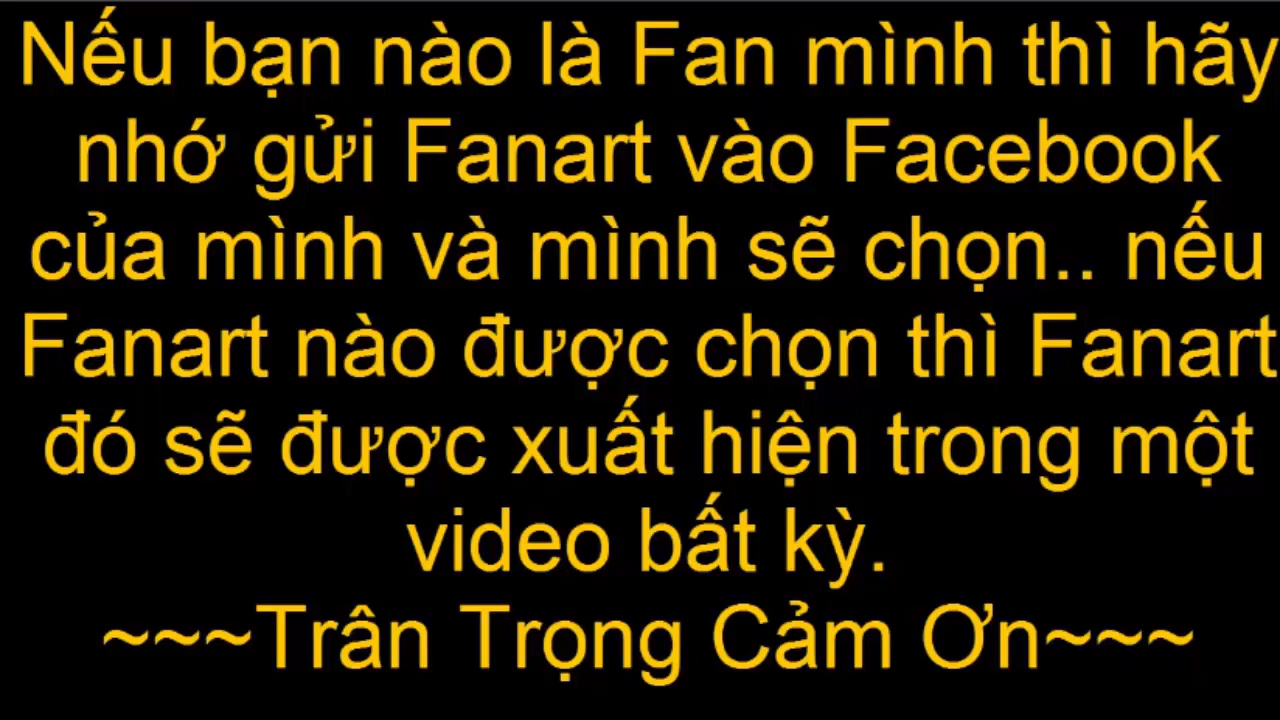 Nếu bạn nào là Fan mình thì hãy
nhớ gửi Fanart vào Facebook
của mình và mình sẽ chọn.. nếu
Fanart nào được chọn thì Fanart
đó sẽ được xuất hiện trong một
video bất kỳ.
~~~Trân Trọng Cảm Ơn~~~